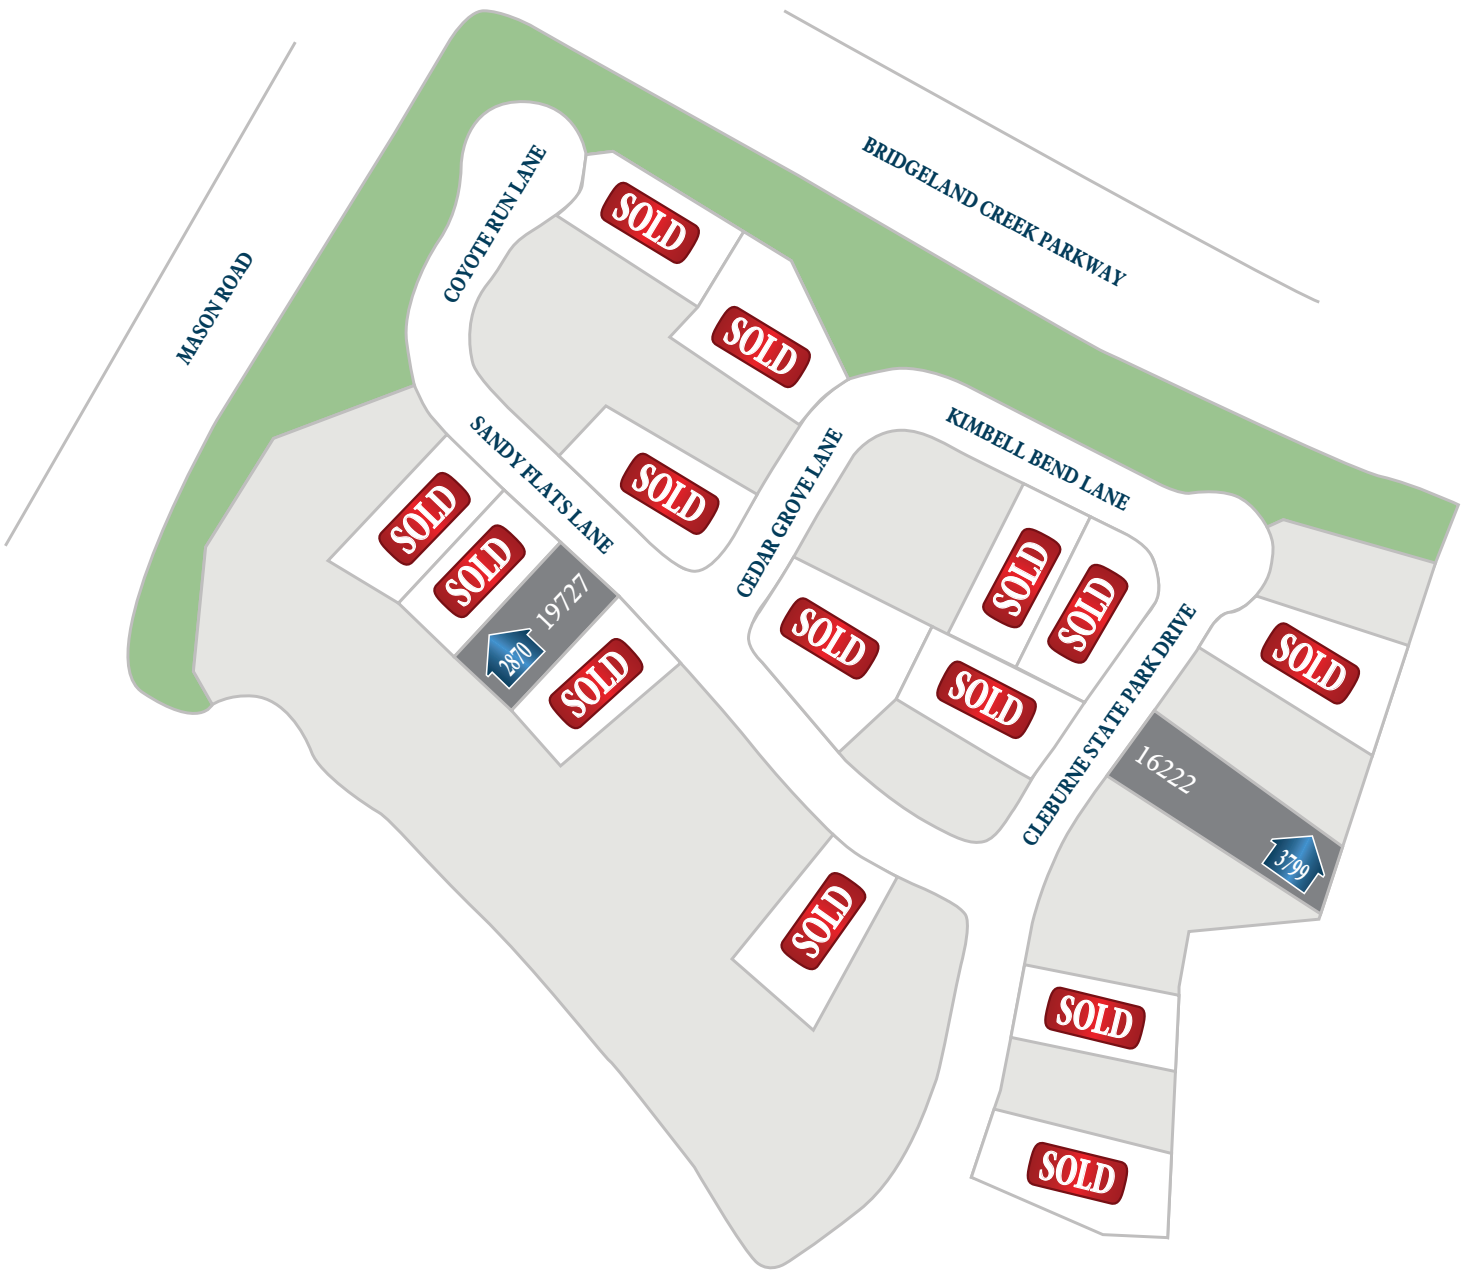 BRIDGELAND CREEK PARKWAY
MASON ROAD
COYOTE RUN LANE
SOLD
SOLD
SANDY FLATS LANE
SOLD
SOLD
SOLD
19727
2870
SOLD
CEDAR GROVE LANE
KIMBELL BEND LANE
SOLD
SOLD
SOLD
SOLD
CLEBURNE STATE PARK DRIVE
SOLD
16222
3799
SOLD
SOLD
SOLD